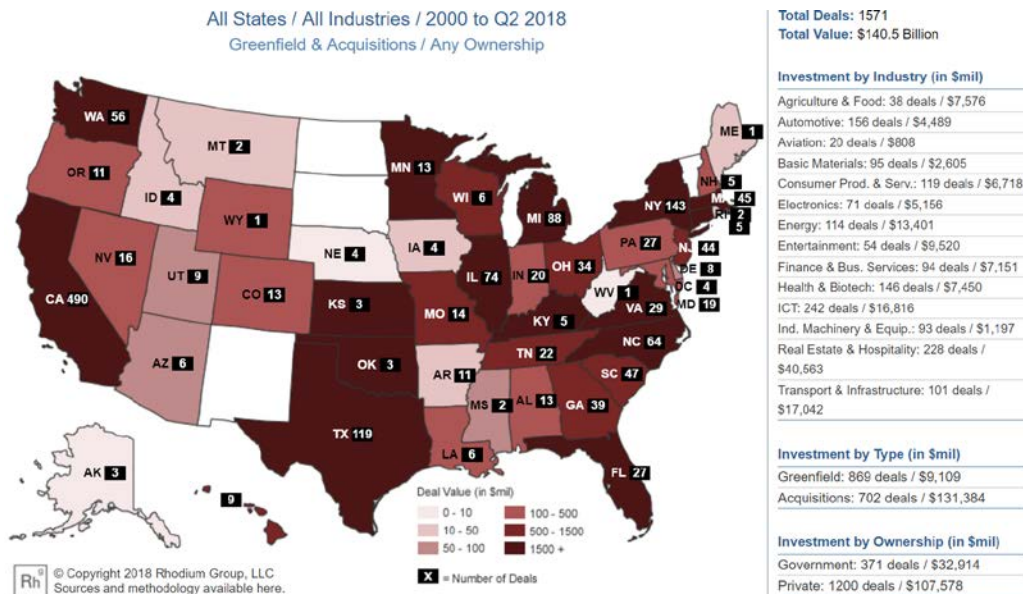 All States / All Industries / 2000 to Q2 2018
Greenfield & Acquisitions / Any Ownership
WA 56
OR 11
CA 490
NV 16
ID 4
MT 2
WY 1
UT 9
CO 13
AZ 6
NE 4
KS 3
OK 3
TX 119
MN 13
IA 4
MO 14
AR 11
LA 6
WI 6
IL 74
MI 88
IN 20
OH 34
KY 5
TN 22
MS 2
AL 13
GA 39
FL 27
SC 47
NC 64
VA 29
WV 1
PA 27
NY 143
ME 1
NH 5
MA 45
RI 2
5
NJ 44
DE 8
DC 4
MD 19
AK 3
9
Deal Value (in $mil)
0 - 10
10 - 50
50 - 100
100 - 500
500 - 1500
1500 +
X = Number of Deals
Rh g
© Copyright 2018 Rhodium Group, LLC
Sources and methodology available here.
Total Deals: 1571
Total Value: $140.5 Billion
Investment by Industry (in $mil)
Agriculture & Food: 38 deals / $7,576
Automotive: 156 deals / $4,489
Aviation: 20 deals / $808
Basic Materials: 95 deals / $2,605
Consumer Prod. & Serv.: 119 deals / $6,718
Electronics: 71 deals / $5,156
Energy: 114 deals / $13,401
Entertainment: 54 deals / $9,520
Finance & Bus. Services: 94 deals / $7,151
Health & Biotech: 146 deals / $7,450
ICT: 242 deals / $16,816
Ind. Machinery & Equip.: 93 deals / $1,197
Real Estate & Hospitality: 228 deals /
$40,563
Transport & Infrastructure: 101 deals /
$17,042
Investment by Type (in $mil)
Greenfield: 869 deals / $9,109
Acquisitions: 702 deals / $131,384
Investment by Ownership (in $mil)
Government: 371 deals / $32,914
Private: 1200 deals / $107,578